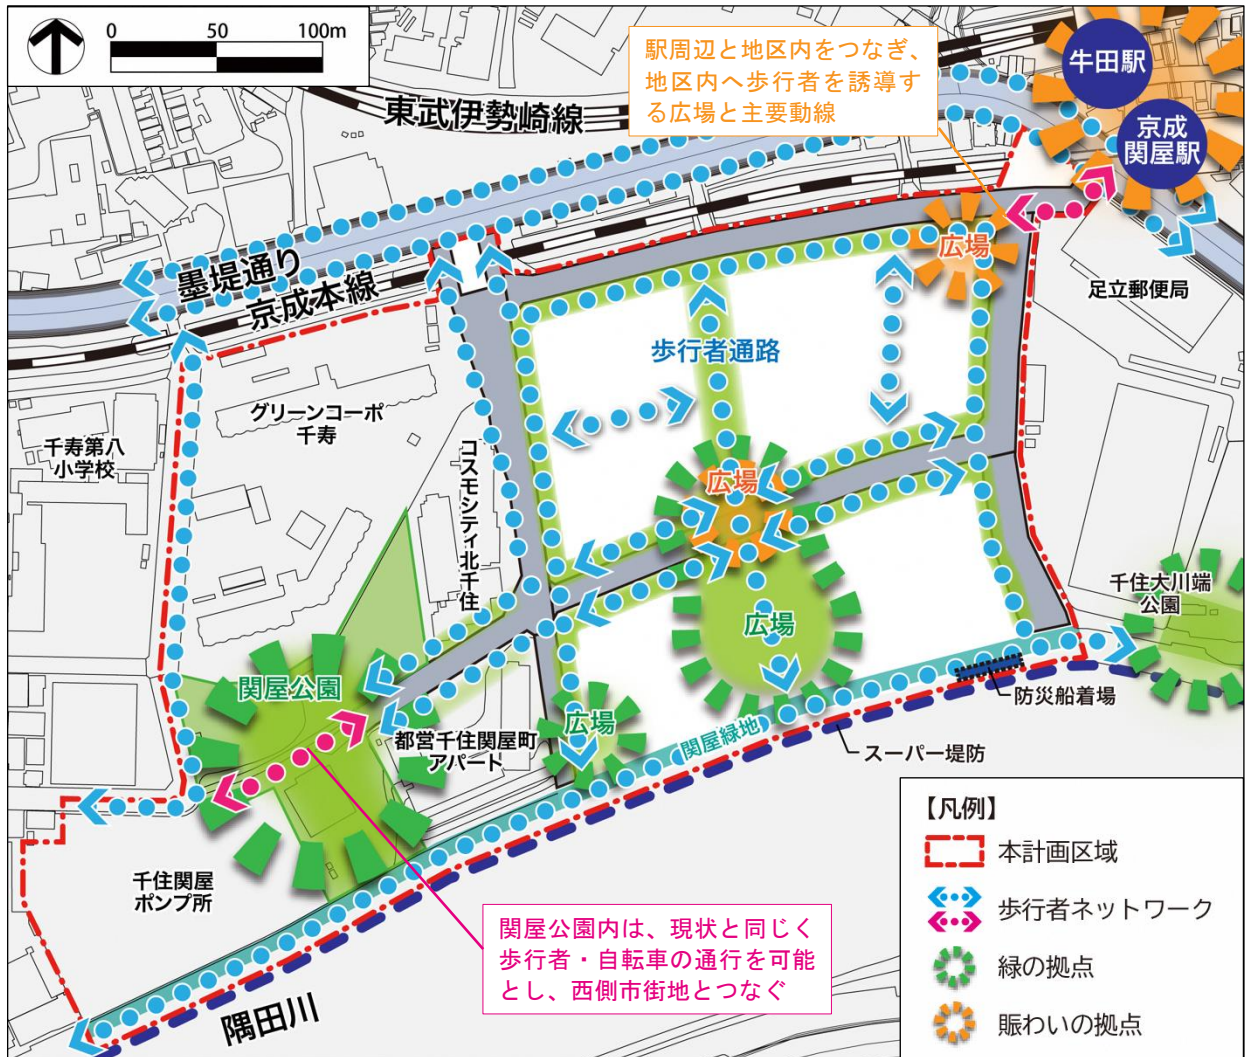 0 50 100m
駅周辺と地区内をつなぎ、
地区内へ歩行者を誘導す
る広場と主要動線
牛田駅
京成
関屋駅
東武伊勢崎線
墨堤通り
京成本線
広場
足立郵便局
歩行者通路
グリーンコーポ
千寿
千寿第八
小学校
コスモシティ北千住
広場
千住大川端
公園
広場
関屋公園
広場
防災船着場
都営千住関屋町
アパート
関屋緑地
スーパー堤防
千住関屋
ポンプ所
関屋公園内は、現状と同じく
歩行者・自転車の通行を可能
とし、西側市街地とつなぐ
隅田川
【凡例】
本計画区域
歩行者ネットワーク
緑の拠点
賑わいの拠点